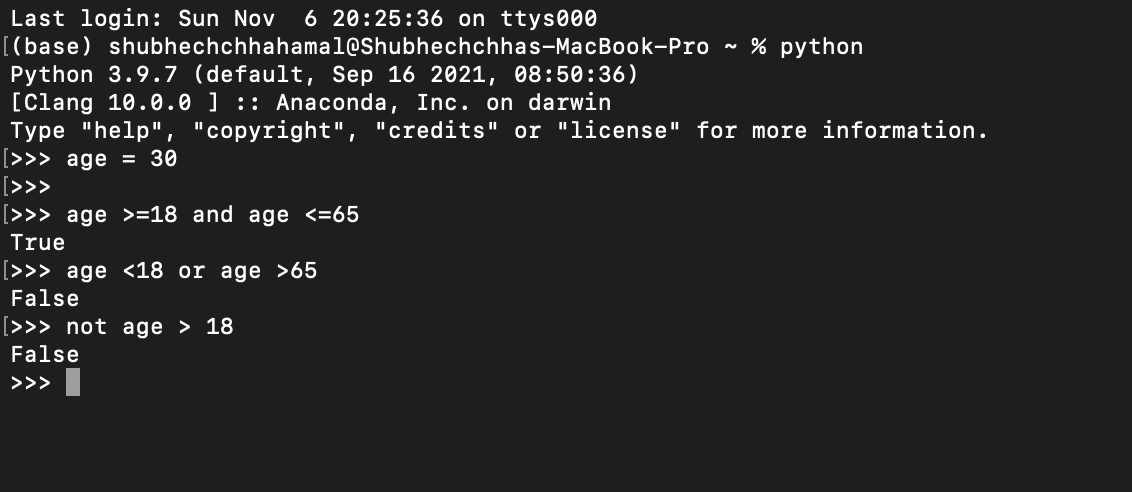 Last login: Sun Nov  6 20:25:36 on ttys000
[(base) shubhechchhahamal@Shubhechchhas-MacBook-Pro ~ % python
Python 3.9.7 (default, Sep 16 2021, 08:50:36)
[Clang 10.0.0 ] :: Anaconda, Inc. on darwin
Type "help", "copyright", "credits" or "license" for more information.
[>>> age = 30
[>>>
[>>> age >=18 and age <=65
True
[>>> age <18 or age >65
False
[>>> not age > 18
False
>>>